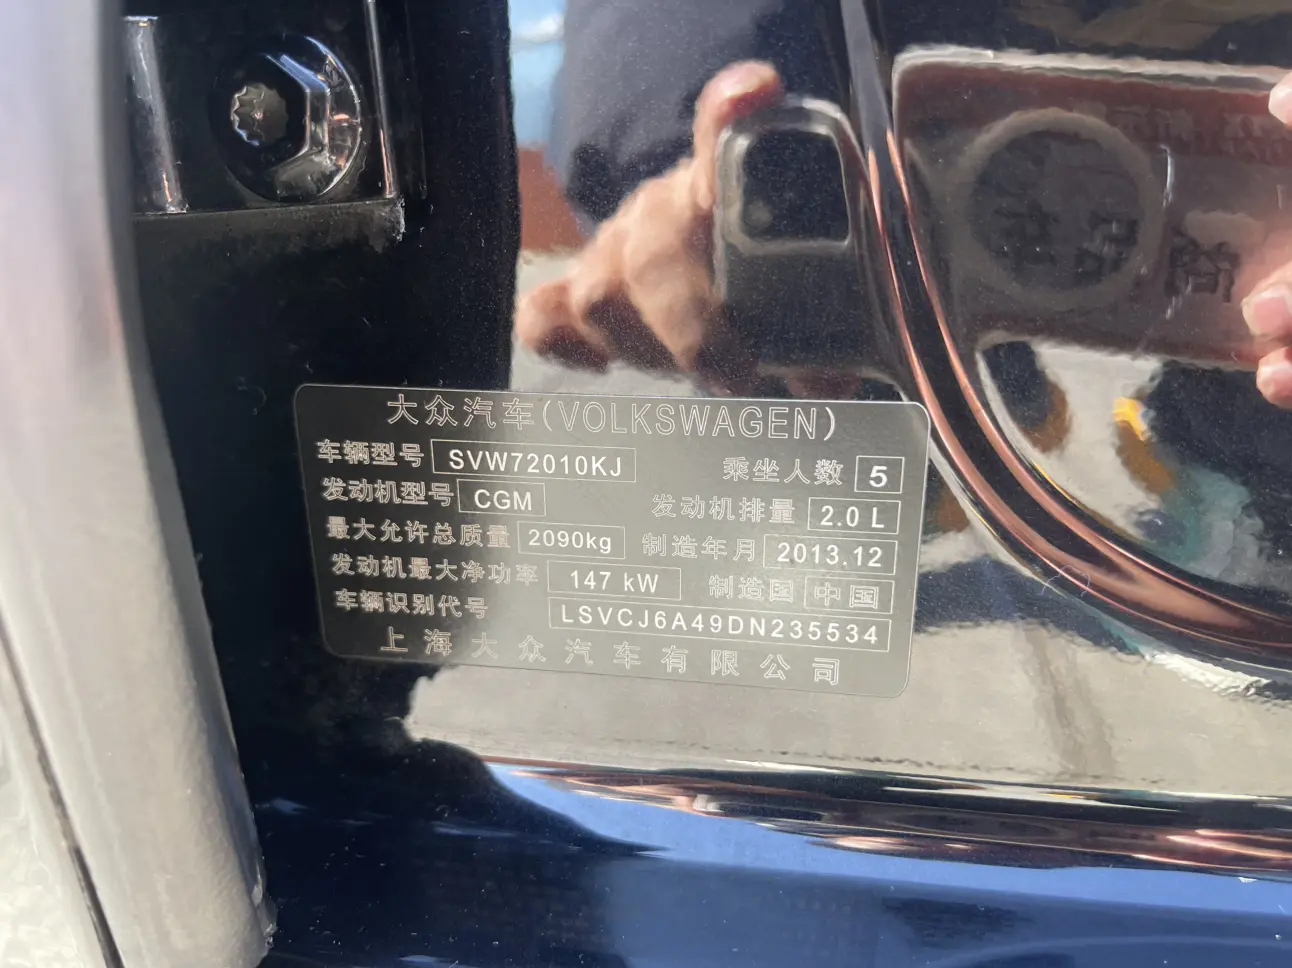 大众汽车(VOLKSWAGEN)
车辆型号 SVW72010KJ 乘坐人数 5
发动机型号 CGM 发动机排量 2.0 L
最大允许总质量 2090kg 制造年月 2013.12
发动机最大净功率 147 kW 制造国 中国
车辆识别代号 LSVCJ6A49DN235534
上海大众汽车有限公司